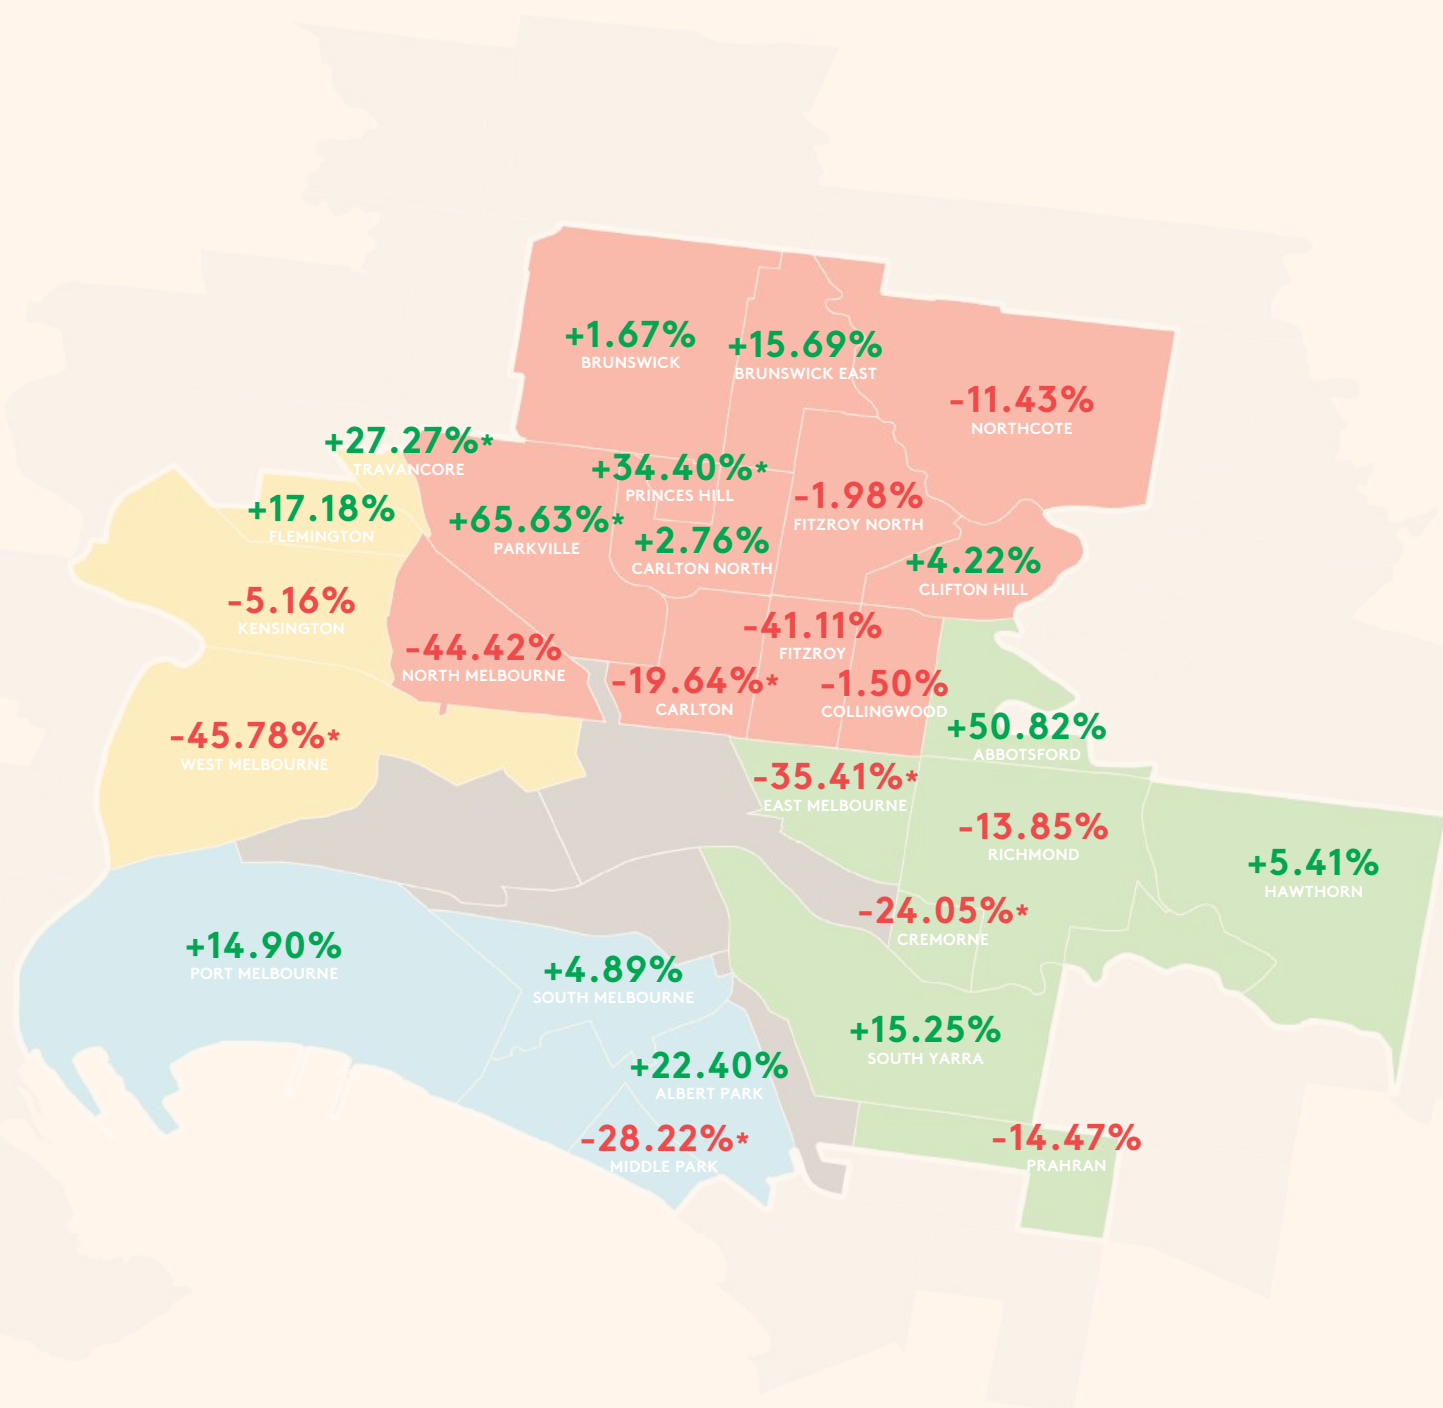 +1.67%
BRUNSWICK
+15.69%
BRUNSWICK EAST
-11.43%
NORTHCOTE
+27.27%*
TRAVANCORE
+34.40%*
PRINCES HILL
-1.98%
FITZROY NORTH
+17.18%
FLEMINGTON
+65.63%*
PARKVILLE
+2.76%
CARLTON NORTH
+4.22%
CLIFTON HILL
-5.16%
KENSINGTON
-44.42%
NORTH MELBOURNE
-41.11%
FITZROY
-19.64%*
CARLTON
-1.50%
COLLINGWOOD
-45.78%*
WEST MELBOURNE
+50.82%
ABBOTSFORD
-35.41%*
EAST MELBOURNE
-13.85%
RICHMOND
+5.41%
HAWTHORN
-24.05%*
CREMORNE
+14.90%
PORT MELBOURNE
+4.89%
SOUTH MELBOURNE
+15.25%
SOUTH YARRA
+22.40%
ALBERT PARK
-28.22%*
MIDDLE PARK
-14.47%
PRAHRAN